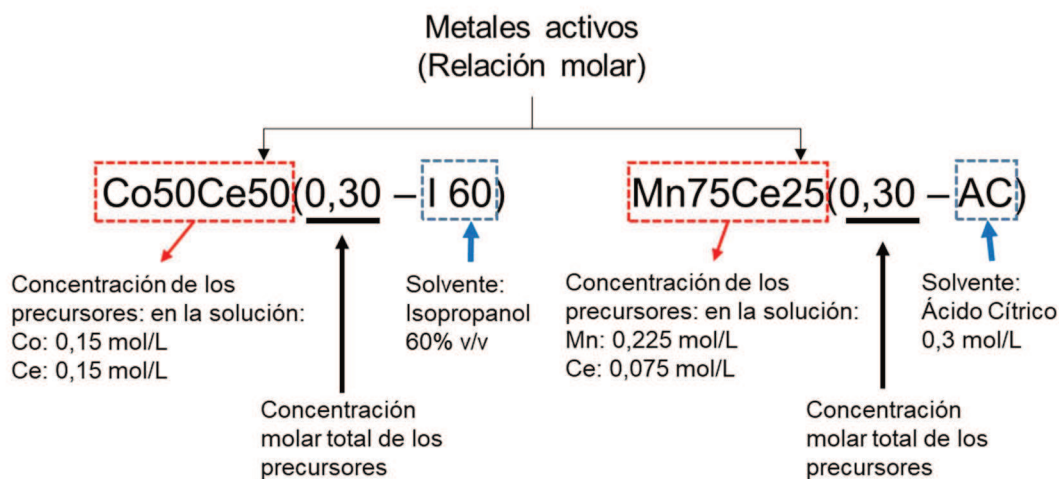 Metales activos
(Relación molar)
Co50Ce50(0,30 – I 60)
Mn75Ce25(0,30 – AC)
Concentración de los
precursores: en la solución:
Co: 0,15 mol/L
Ce: 0,15 mol/L
Solvente:
Isopropanol
60% v/v
Concentración
molar total de los
precursores
Concentración de los
precursores: en la solución:
Mn: 0,225 mol/L
Ce: 0,075 mol/L
Solvente:
Ácido Cítrico
0,3 mol/L
Concentración
molar total de los
precursores